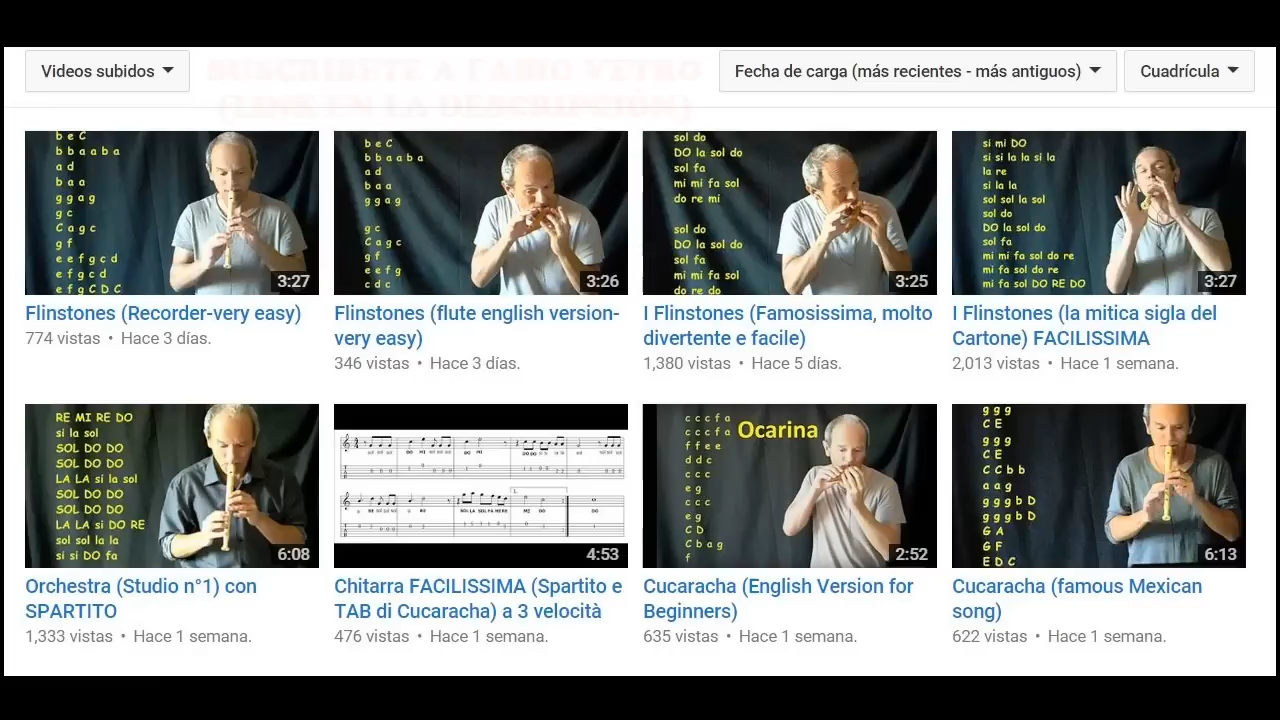 Videos subidos
SUSCRIBETE A FABIO VETRO
(LINK EN LA DESCRIPCIÓN)
Fecha de carga (más recientes - más antiguos)
Cuadrícula
b e C
b b a a b a
a d
b a a
g g a g
g c
C a g c
g f
e e f g c d
e f g c d
e f g C D C
3:27
b e C
b b a a b a
a d
b a a
g g a g
g c
C a g c
g f
e e f g
c d c
3:26
sol do
DO la sol do
sol fa
mi mi fa sol
do re mi
sol do
DO la sol do
sol fa
mi mi fa sol
do re do
3:25
si mi DO
si si la la si la
la re
si la la
sol sol la sol
sol do
DO la sol do
sol fa
mi mi fa sol do re
mi fa sol do re
mi fa sol DO RE DO
3:27
Flinstones (Recorder-very easy)
774 vistas • Hace 3 días.
Flinstones (flute english version-
very easy)
346 vistas • Hace 3 días.
I Flinstones (Famosissima, molto
divertente e facile)
1,380 vistas • Hace 5 días.
I Flinstones (la mitica sigla del
Cartone) FACILISSIMA
2,013 vistas • Hace 1 semana.
RE MI RE DO
si la sol
SOL DO DO
SOL DO DO
LA LA si la sol
SOL DO DO
SOL DO DO
LA LA si DO RE
sol sol la la
si si DO fa
6:08
4:53
c c c f a
c c c f a
f f e e
d d c
c c c
e g
c c c
e g
C D
C b a g
f
Ocarina
2:52
g g g
C E
g g g
C E
C C b b
a a g
g g g b D
g g g b D
G A
G F
E D C
6:13
Orchestra (Studio n°1) con
SPARTITO
1,333 vistas • Hace 1 semana.
Chitarra FACILISSIMA (Spartito e
TAB di Cucaracha) a 3 velocità
476 vistas • Hace 1 semana.
Cucaracha (English Version for
Beginners)
635 vistas • Hace 1 semana.
Cucaracha (famous Mexican
song)
622 vistas • Hace 1 semana.